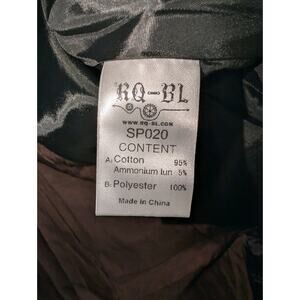 RQ-BL
WWW.RQ-BL.COM
SP020
CONTENT
A: Cotton 95%
Ammonium lun 5%
B: Polyester 100%
Made in China